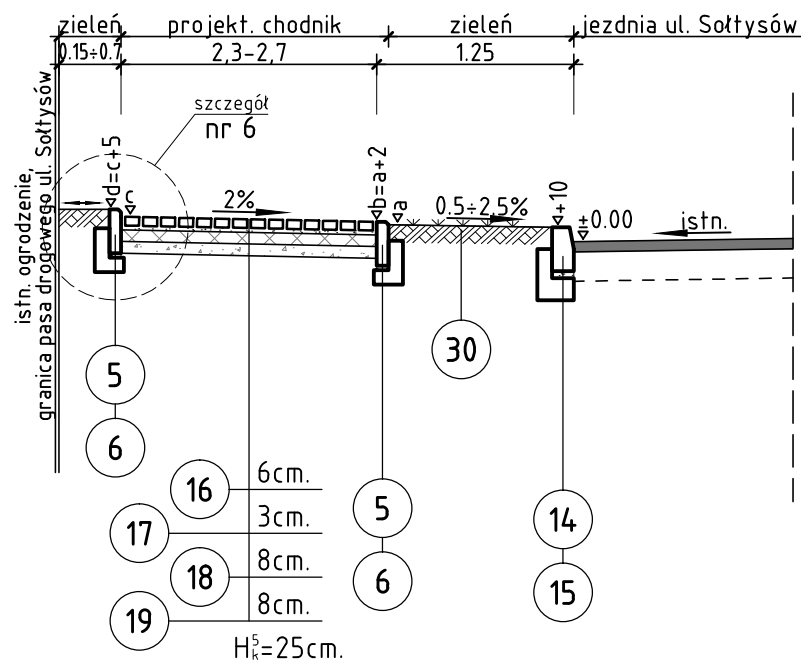 zieleń projekt. chodnik zieleń jezdnia ul. Sołtysów
0.15÷0.7 2,3-2,7 1.25
szczegół
nr 6
istn. ogrodzenie,
granica pasa drogowego ul. Sołtysów
d=c+5
c
2%
b=a+2
a
0.5÷2,5%
+10
±0.00
istn.
30
5
6
16 6cm.
17 3cm.
18 8cm.
19 8cm.
H⁵ₖ=25cm.
5
6
14
15